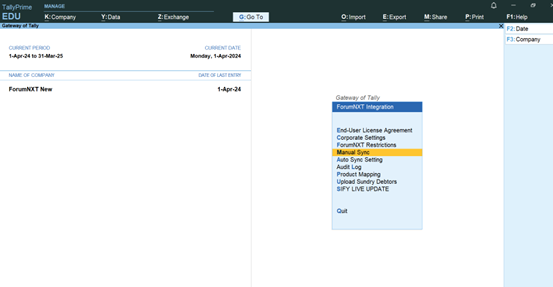 TallyPrime
EDU
MANAGE
K:Company
Y:Data
Z:Exchange
G:Go To
O:Import
E:Export
M:Share
P:Print
F1:Help
Gateway of Tally
F2: Date
F3: Company
CURRENT PERIOD
CURRENT DATE
1-Apr-24 to 31-Mar-25
Monday, 1-Apr-2024
NAME OF COMPANY
DATE OF LAST ENTRY
ForumNXT New
1-Apr-24
Gateway of Tally
ForumNXT Integration
End-User License Agreement
Corporate Settings
ForumNXT Restrictions
Manual Sync
Auto Sync Setting
Audit Log
Product Mapping
Upload Sundry Debtors
SIFY LIVE UPDATE
Quit